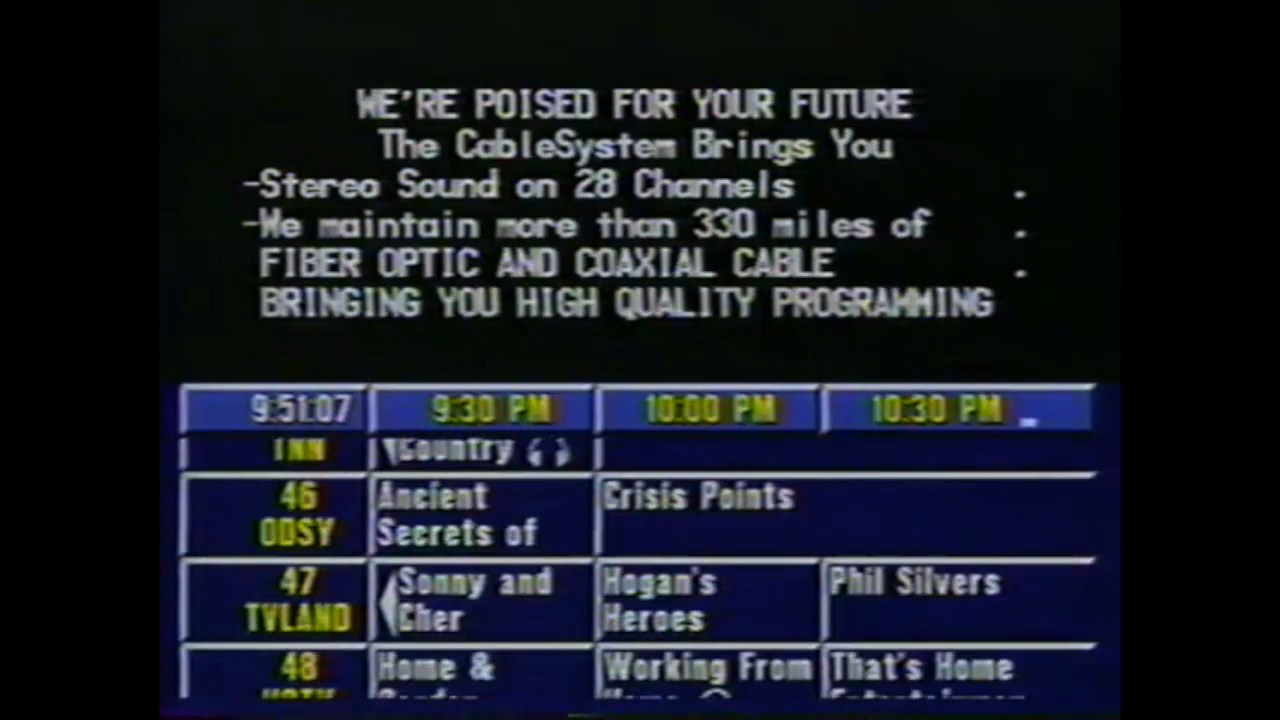 WE'RE POISED FOR YOUR FUTURE
The CableSystem Brings You
-Stereo Sound on 28 Channels .
-We maintain more than 330 miles of .
FIBER OPTIC AND COAXIAL CABLE .
BRINGING YOU HIGH QUALITY PROGRAMMING
9:51:07 9:30 PM 10:00 PM 10:30 PM
Country
46 Ancient Crisis Points
ODSY Secrets of
47 Sonny and Hogan's Phil Silvers
TVLAND Cher Heroes
48 Home & Working From That's Home